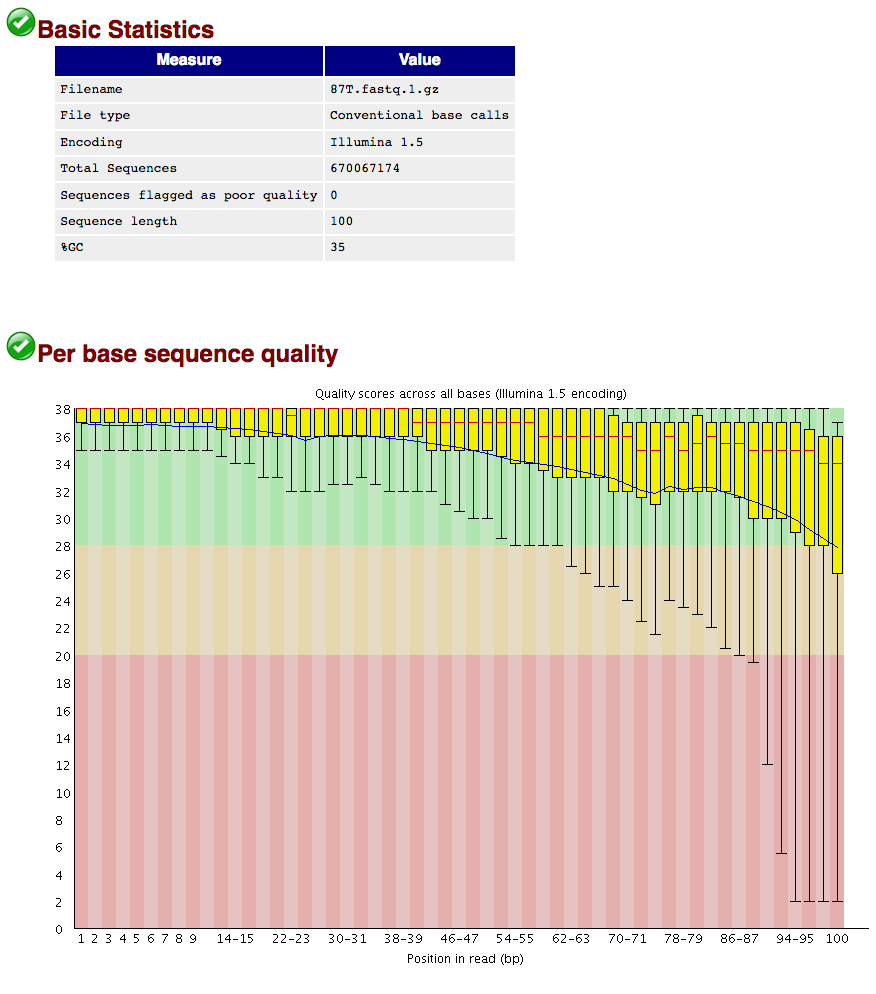 Basic Statistics
Measure Value
Filename 87T.fastq.1.gz
File type Conventional base calls
Encoding Illumina 1.5
Total Sequences 670067174
Sequences flagged as poor quality 0
Sequence length 100
%GC 35
Per base sequence quality
Quality scores across all bases (Illumina 1.5 encoding)
38
36
34
32
30
28
26
24
22
20
18
16
14
12
10
8
6
4
2
0
1 2 3 4 5 6 7 8 9 14-15 22-23 30-31 38-39 46-47 54-55 62-63 70-71 78-79 86-87 94-95 100
Position in read (bp)